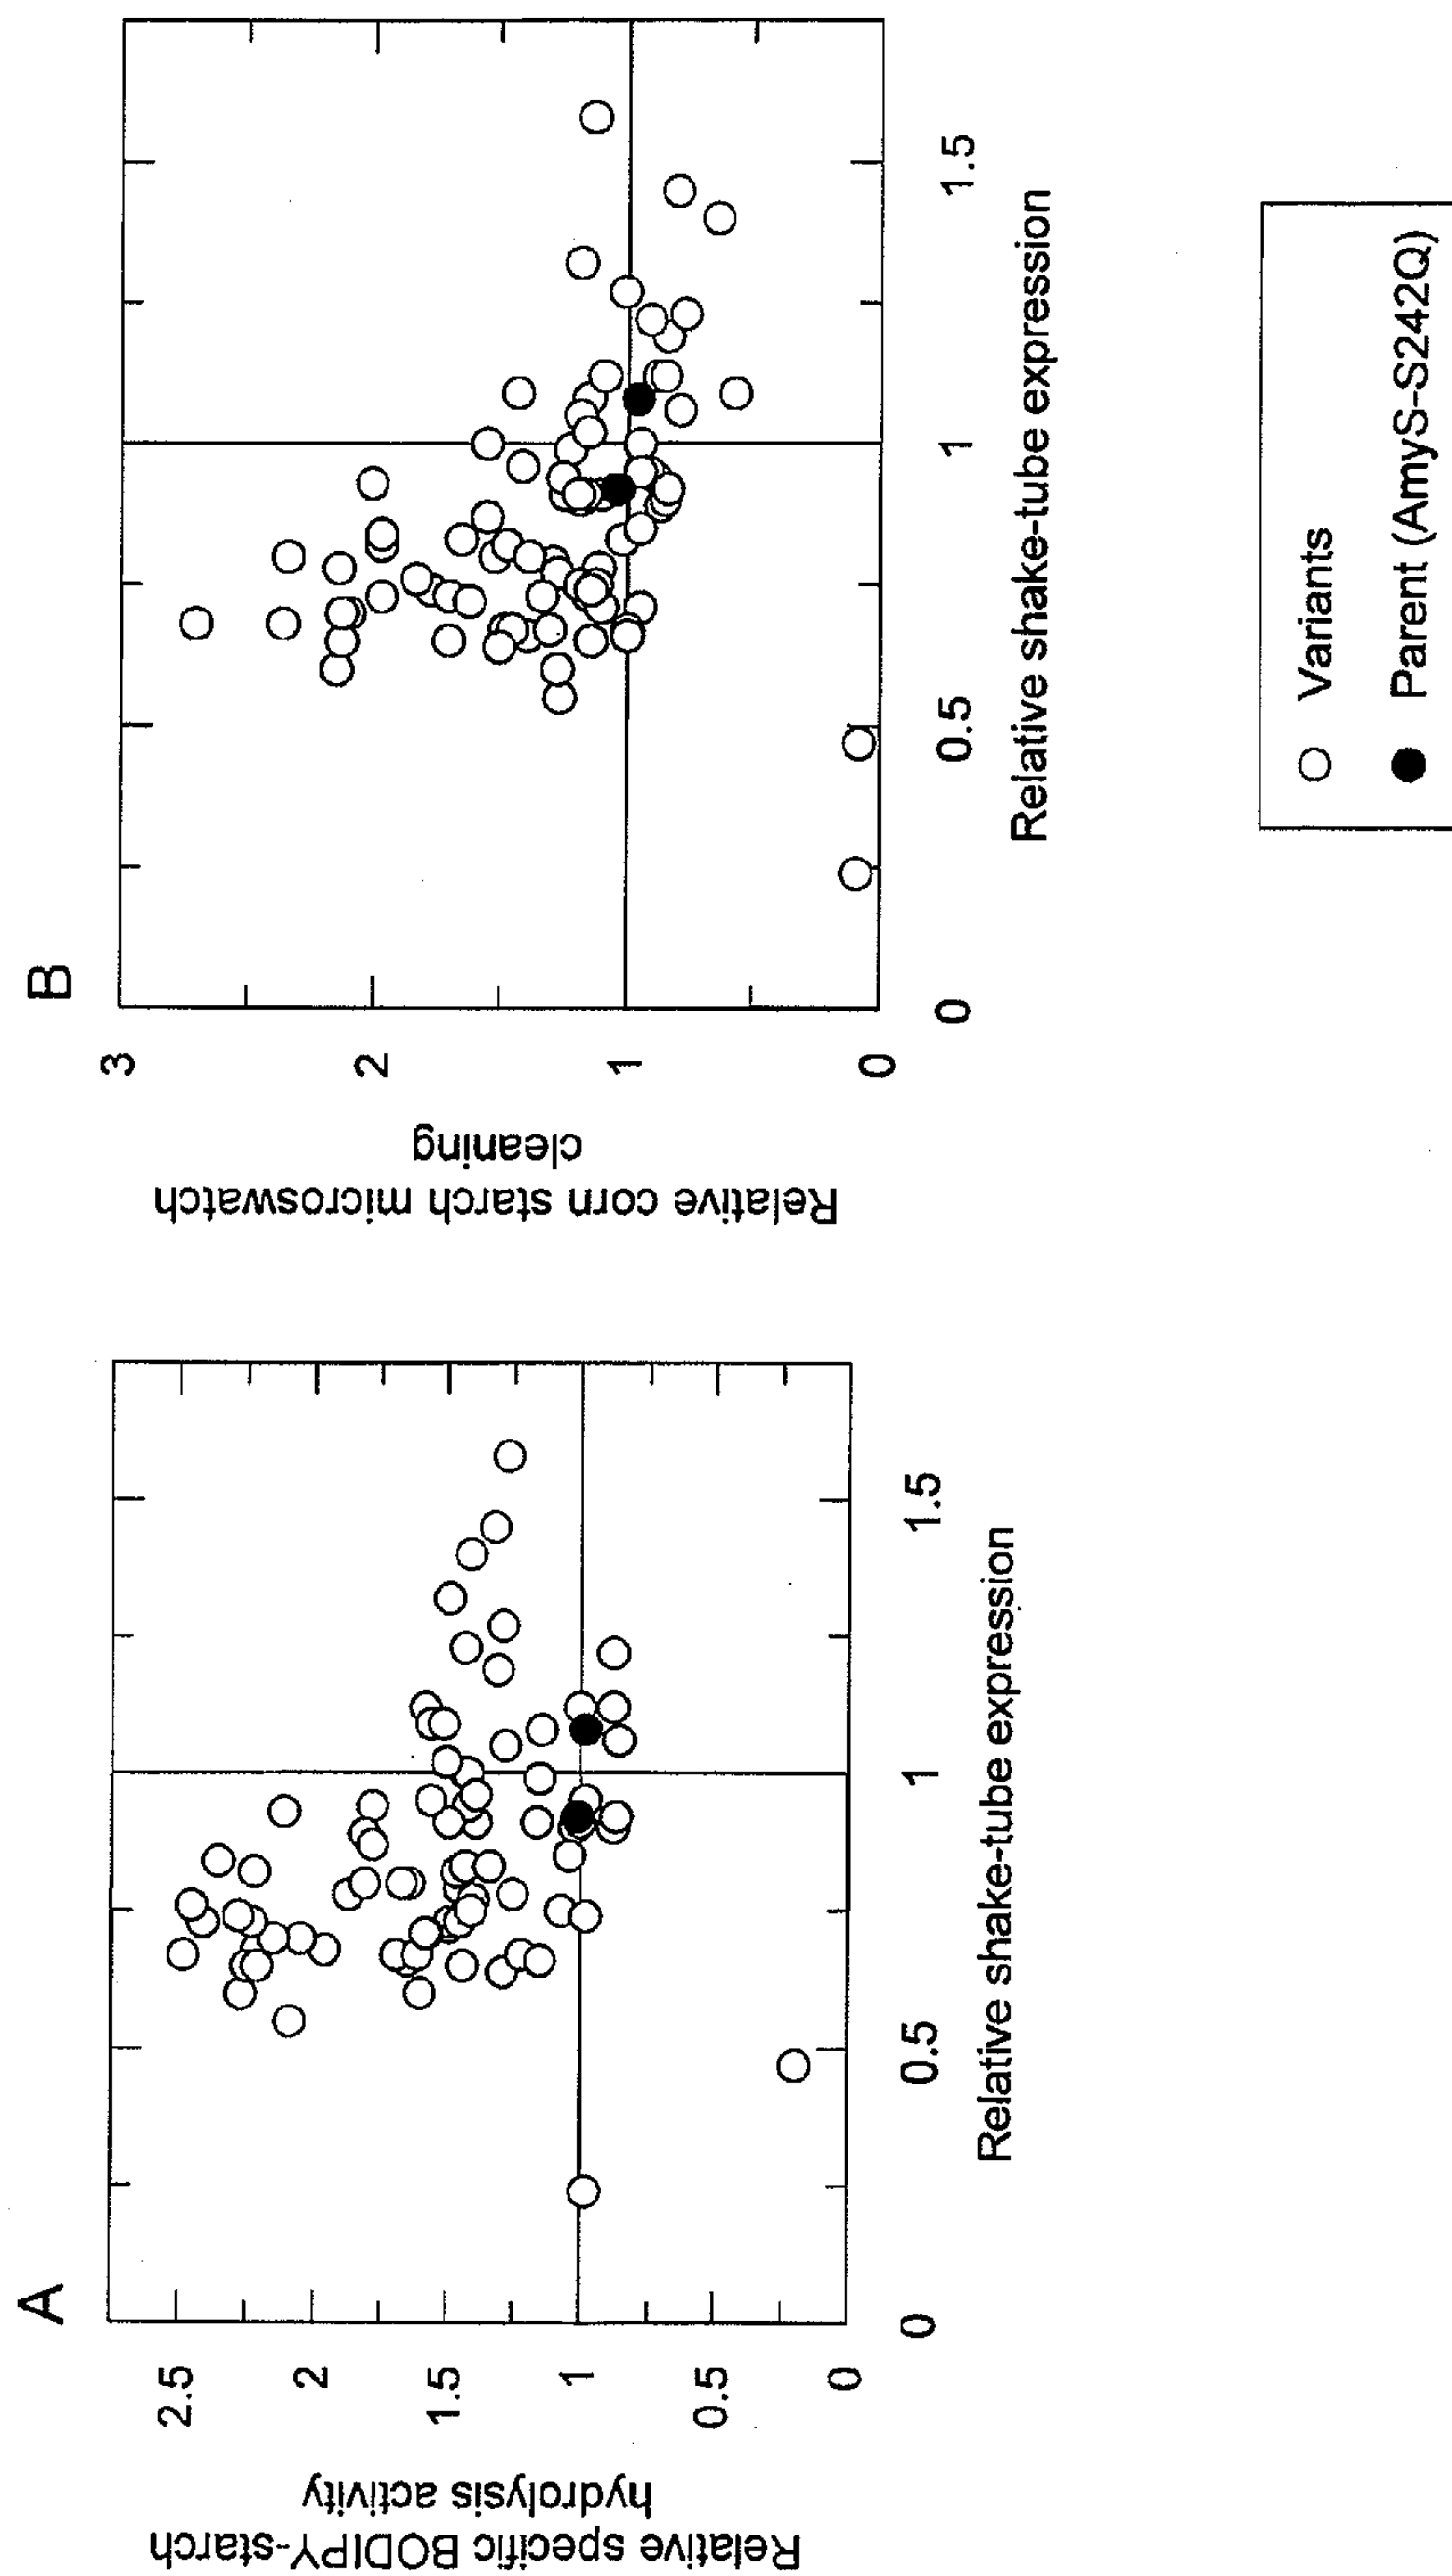 A
Relative specific BODIPY-starch
hydrolysis activity
2.5
2
1.5
1
0.5
0
0
0.5
1
1.5
Relative shake-tube expression
B
Relative corn starch microswatch
cleaning
3
2
1
0
0
0.5
1
1.5
Relative shake-tube expression
Variants
Parent (AmyS-S242Q)